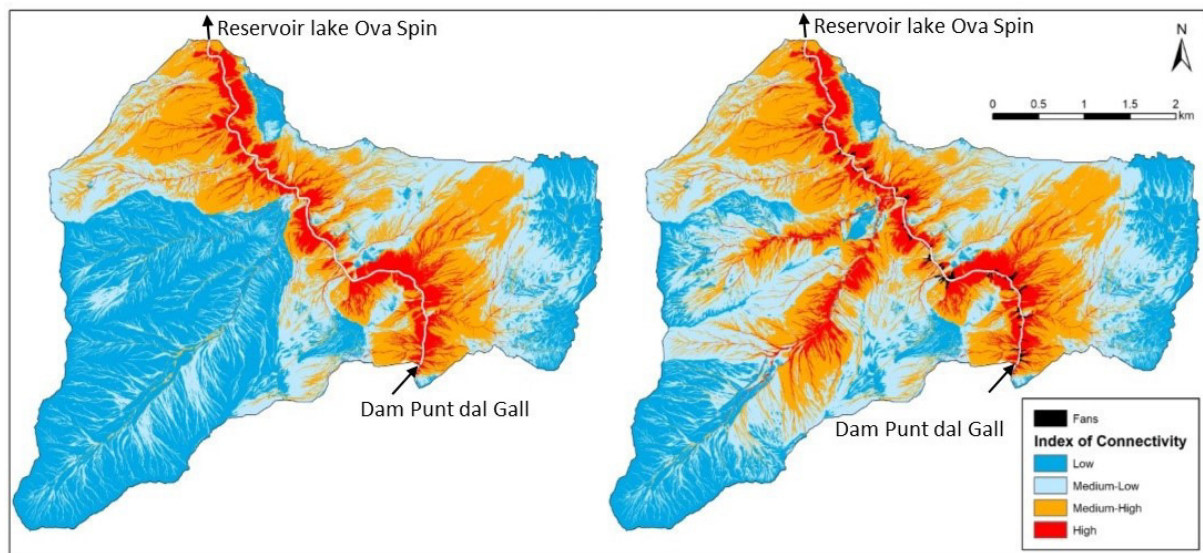 Reservoir lake Ova Spin
Reservoir lake Ova Spin
N
0 0.5 1 1.5 2
km
Dam Punt dal Gall
Dam Punt dal Gall
Fans
Index of Connectivity
Low
Medium-Low
Medium-High
High